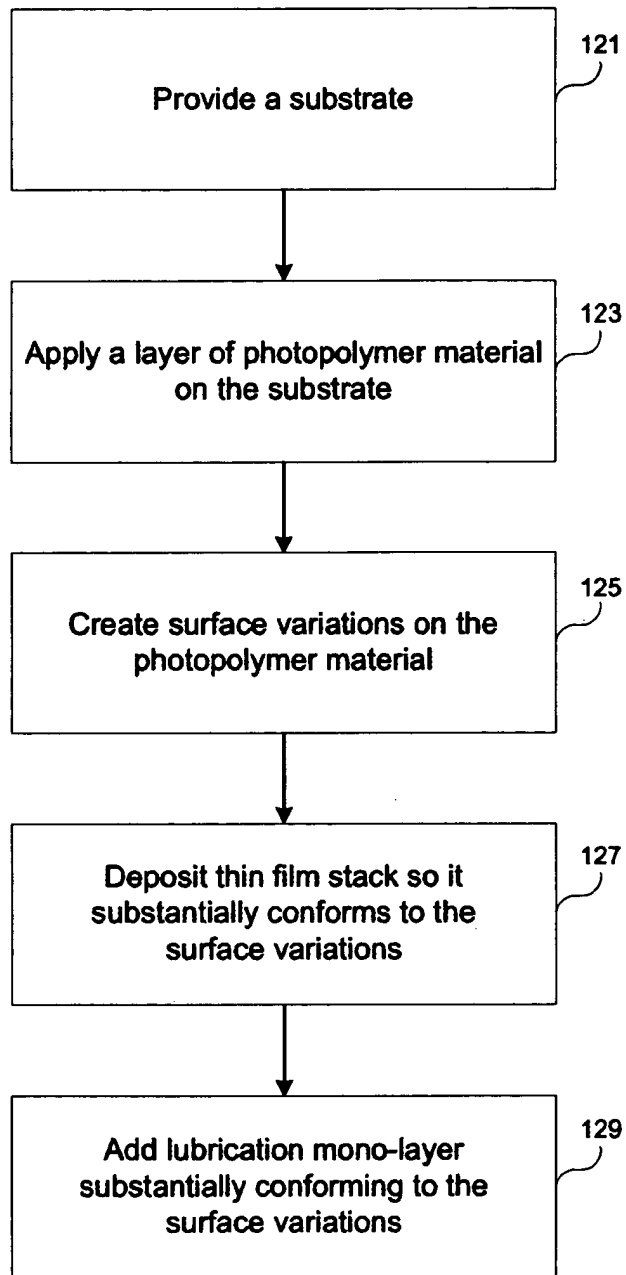 121
Provide a substrate
123
Apply a layer of photopolymer material
on the substrate
125
Create surface variations on the
photopolymer material
127
Deposit thin film stack so it
substantially conforms to the
surface variations
129
Add lubrication mono-layer
substantially conforming to the
surface variations